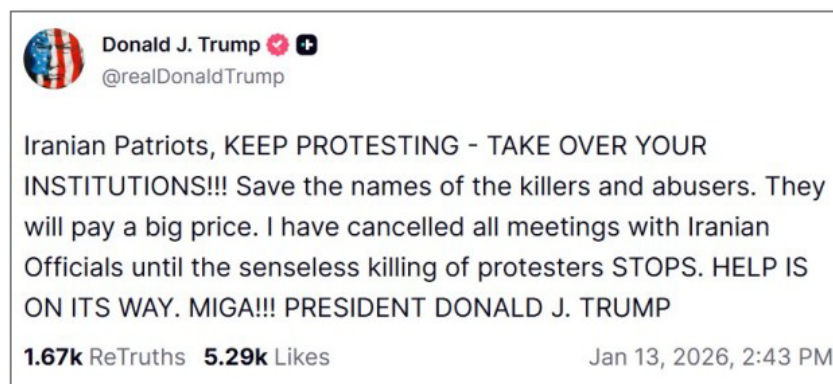 Donald J. Trump
@realDonaldTrump
Iranian Patriots, KEEP PROTESTING - TAKE OVER YOUR
INSTITUTIONS!!! Save the names of the killers and abusers. They
will pay a big price. I have cancelled all meetings with Iranian
Officials until the senseless killing of protesters STOPS. HELP IS
ON ITS WAY. MIGA!!! PRESIDENT DONALD J. TRUMP
1.67k ReTruths 5.29k Likes Jan 13, 2026, 2:43 PM